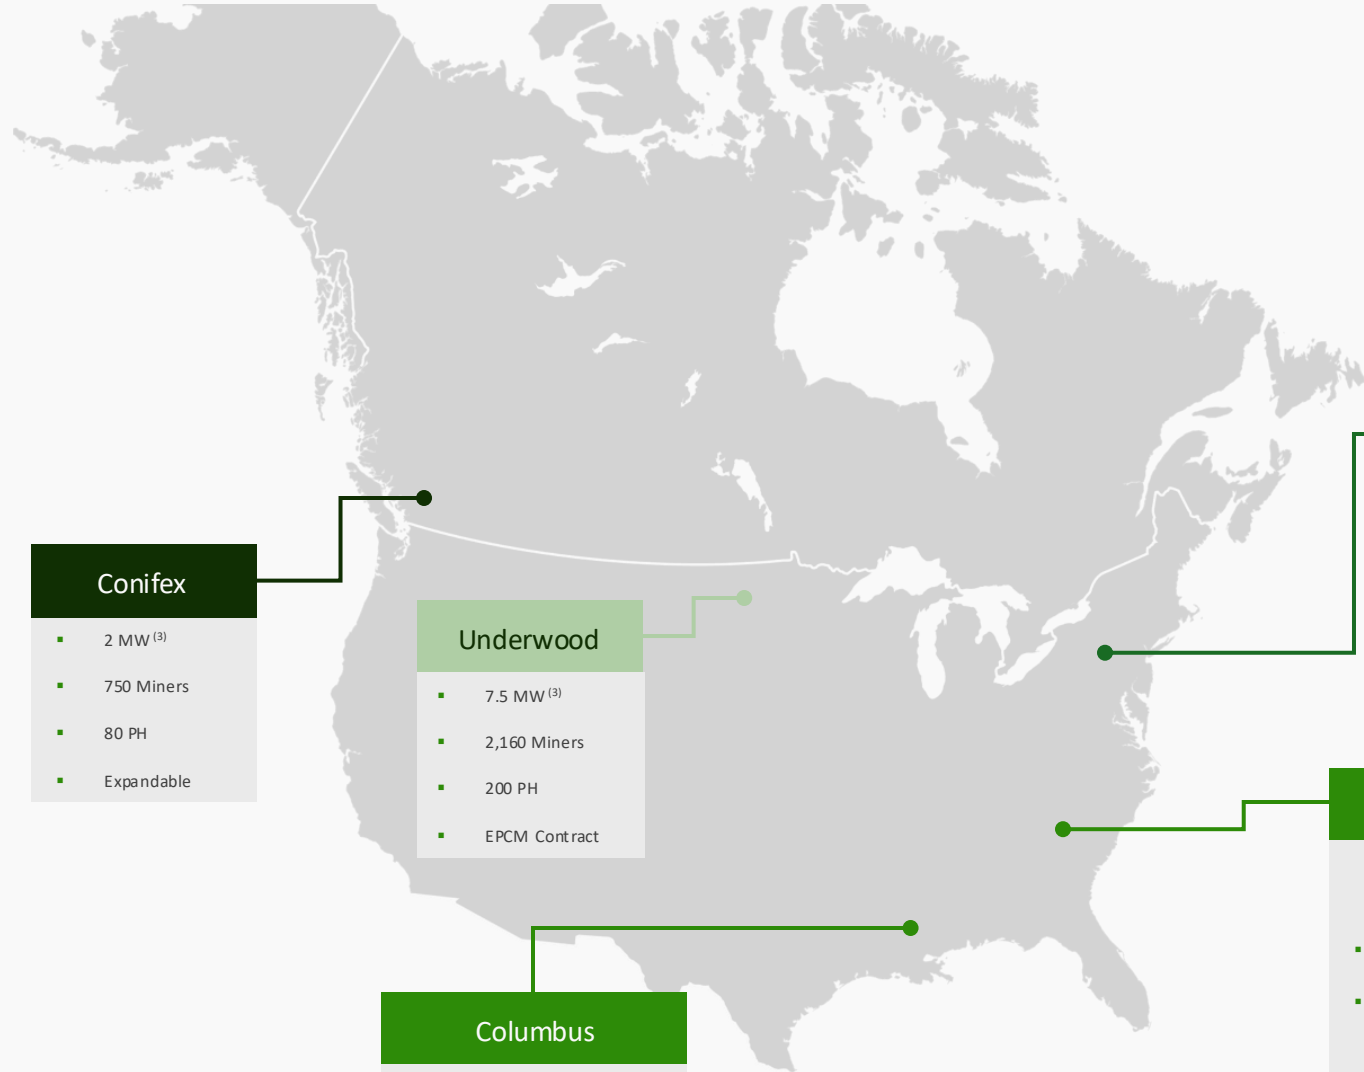 Conifex
▪ 2 MW (3)
▪ 750 Miners
▪ 80 PH
▪ Expandable
Underwood
▪ 7.5 MW (3)
▪ 2,160 Miners
▪ 200 PH
▪ EPCM Contract
Columbus